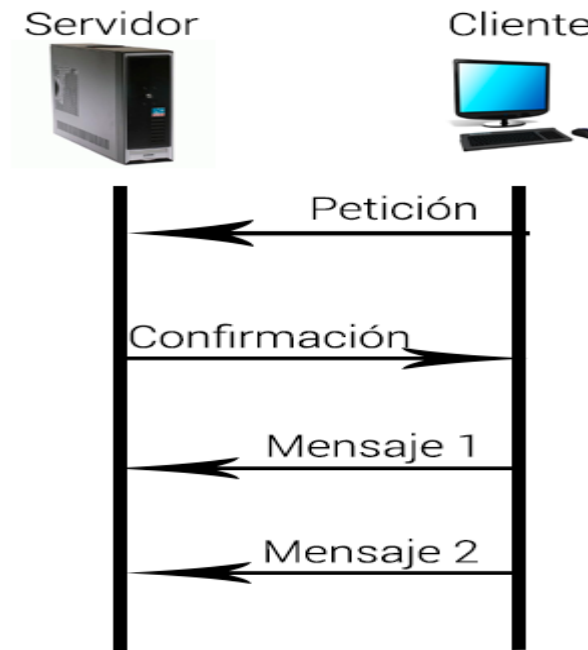 Servidor
Cliente
Petición
Confirmación
Mensaje 1
Mensaje 2